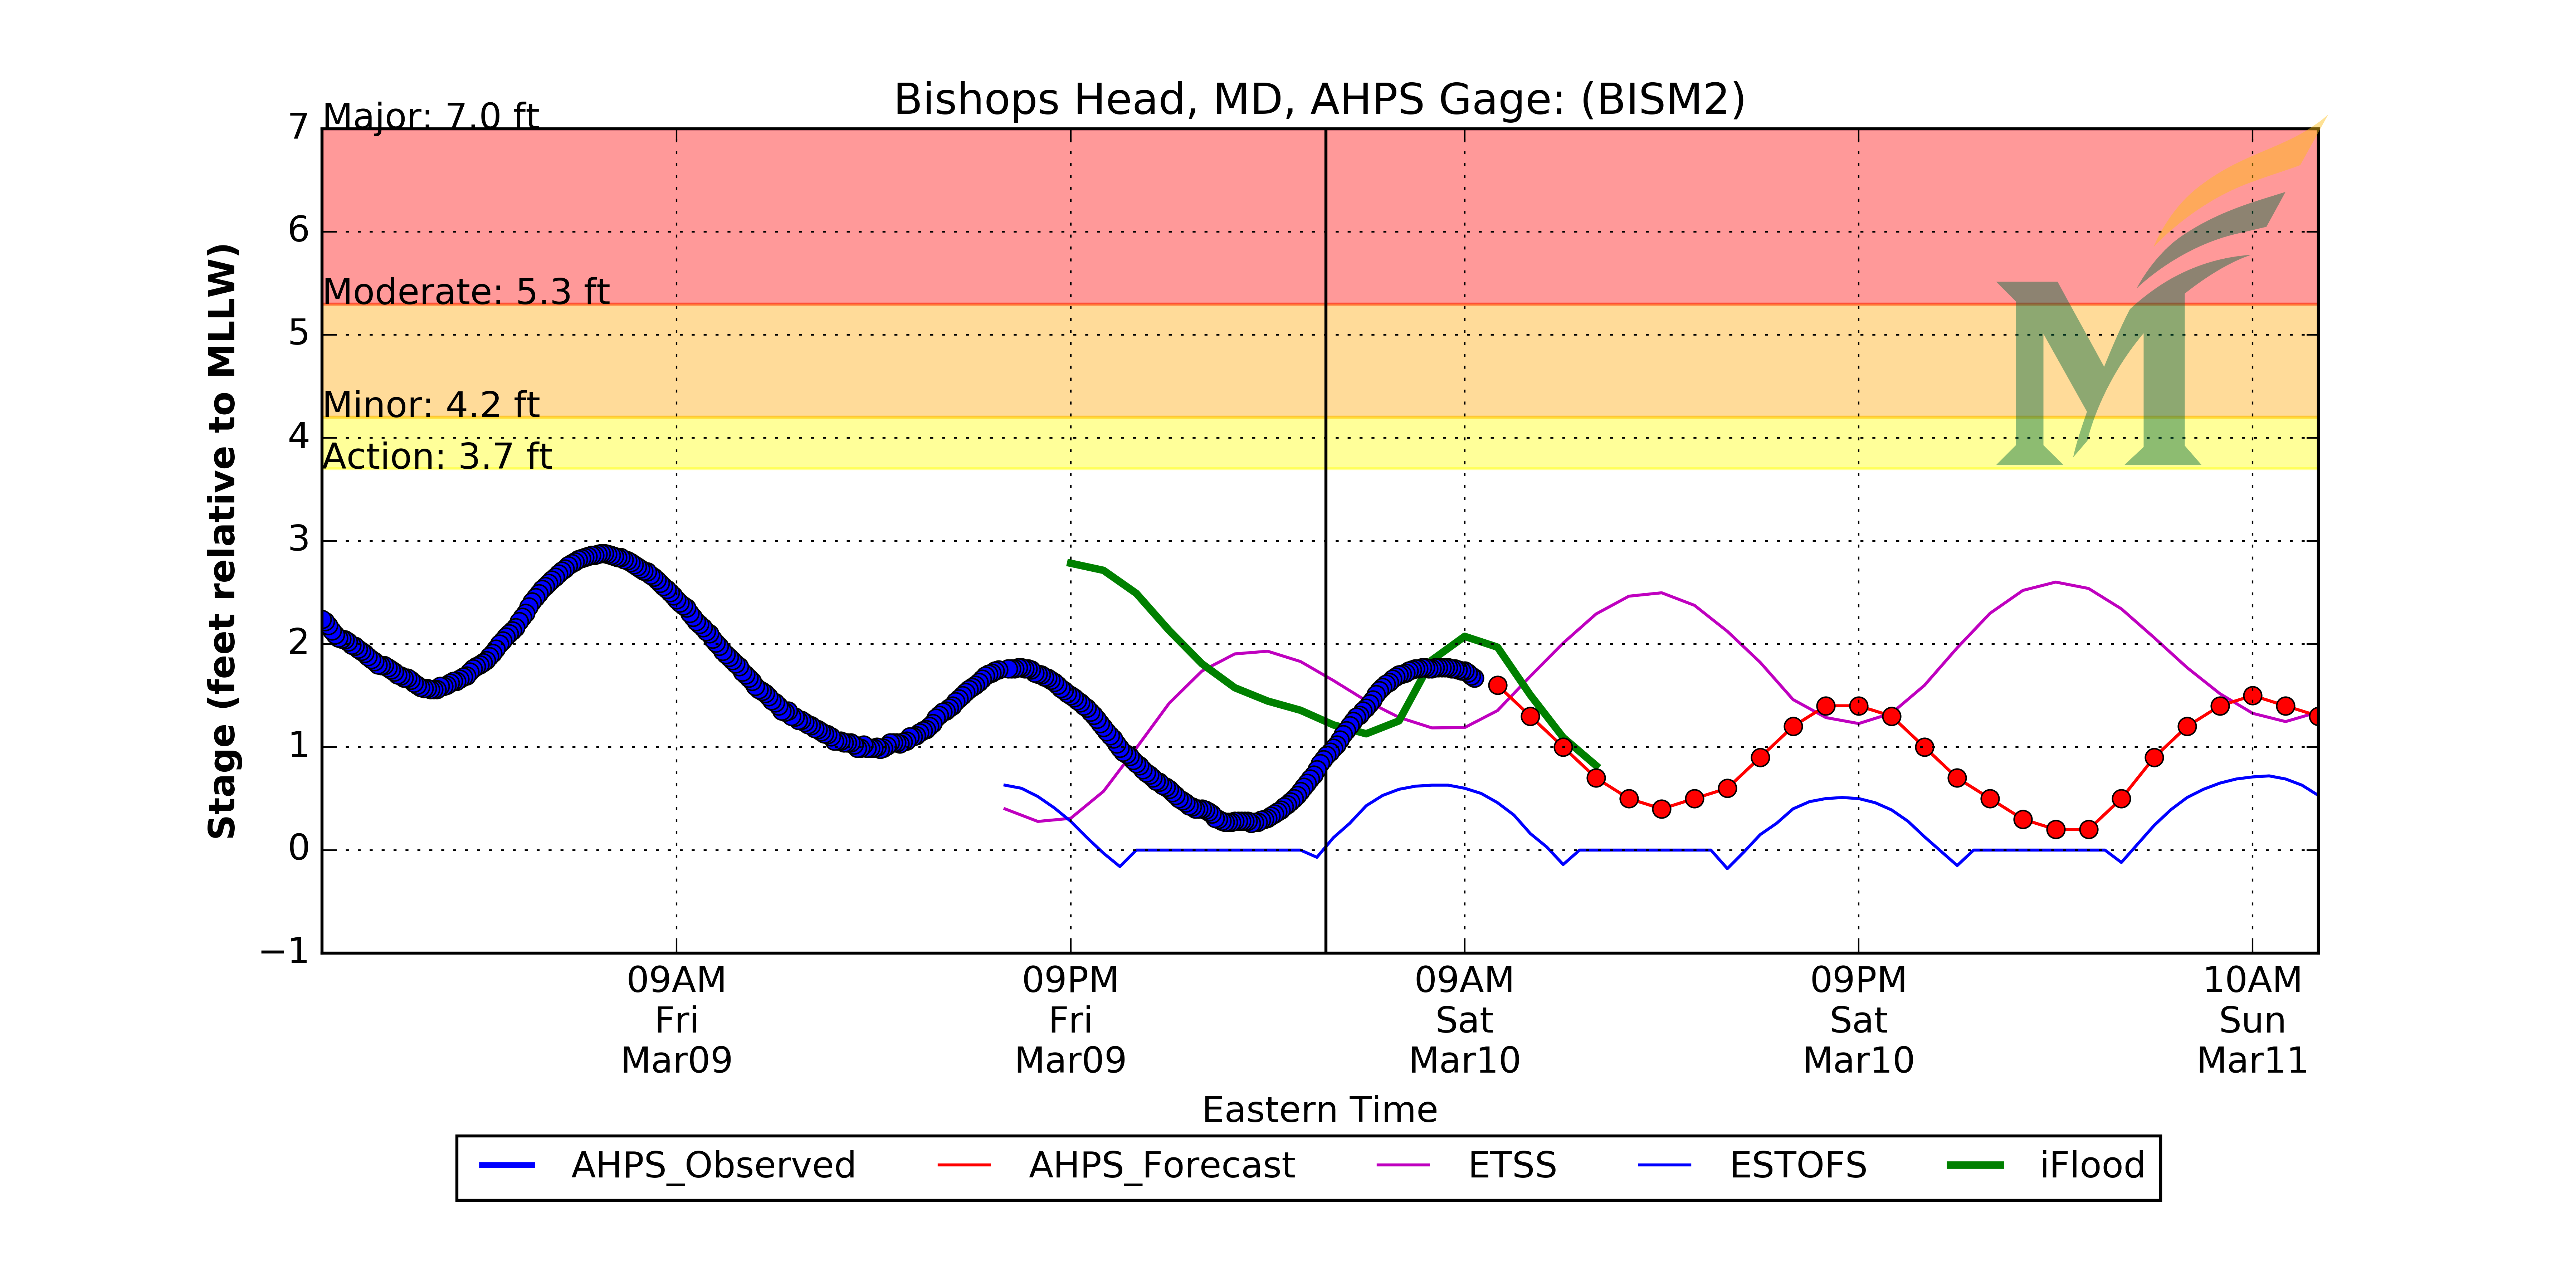 Bishops Head, MD, AHPS Gage: (BISM2)
Major: 7.0 ft
Moderate: 5.3 ft
Minor: 4.2 ft
Action: 3.7 ft
Stage (feet relative to MLLW)
7
6
5
4
3
2
1
0
−1
09AM
Fri
Mar09
09PM
Fri
Mar09
09AM
Sat
Mar10
09PM
Sat
Mar10
10AM
Sun
Mar11
Eastern Time
AHPS_Observed
AHPS_Forecast
ETSS
ESTOFS
iFlood
M